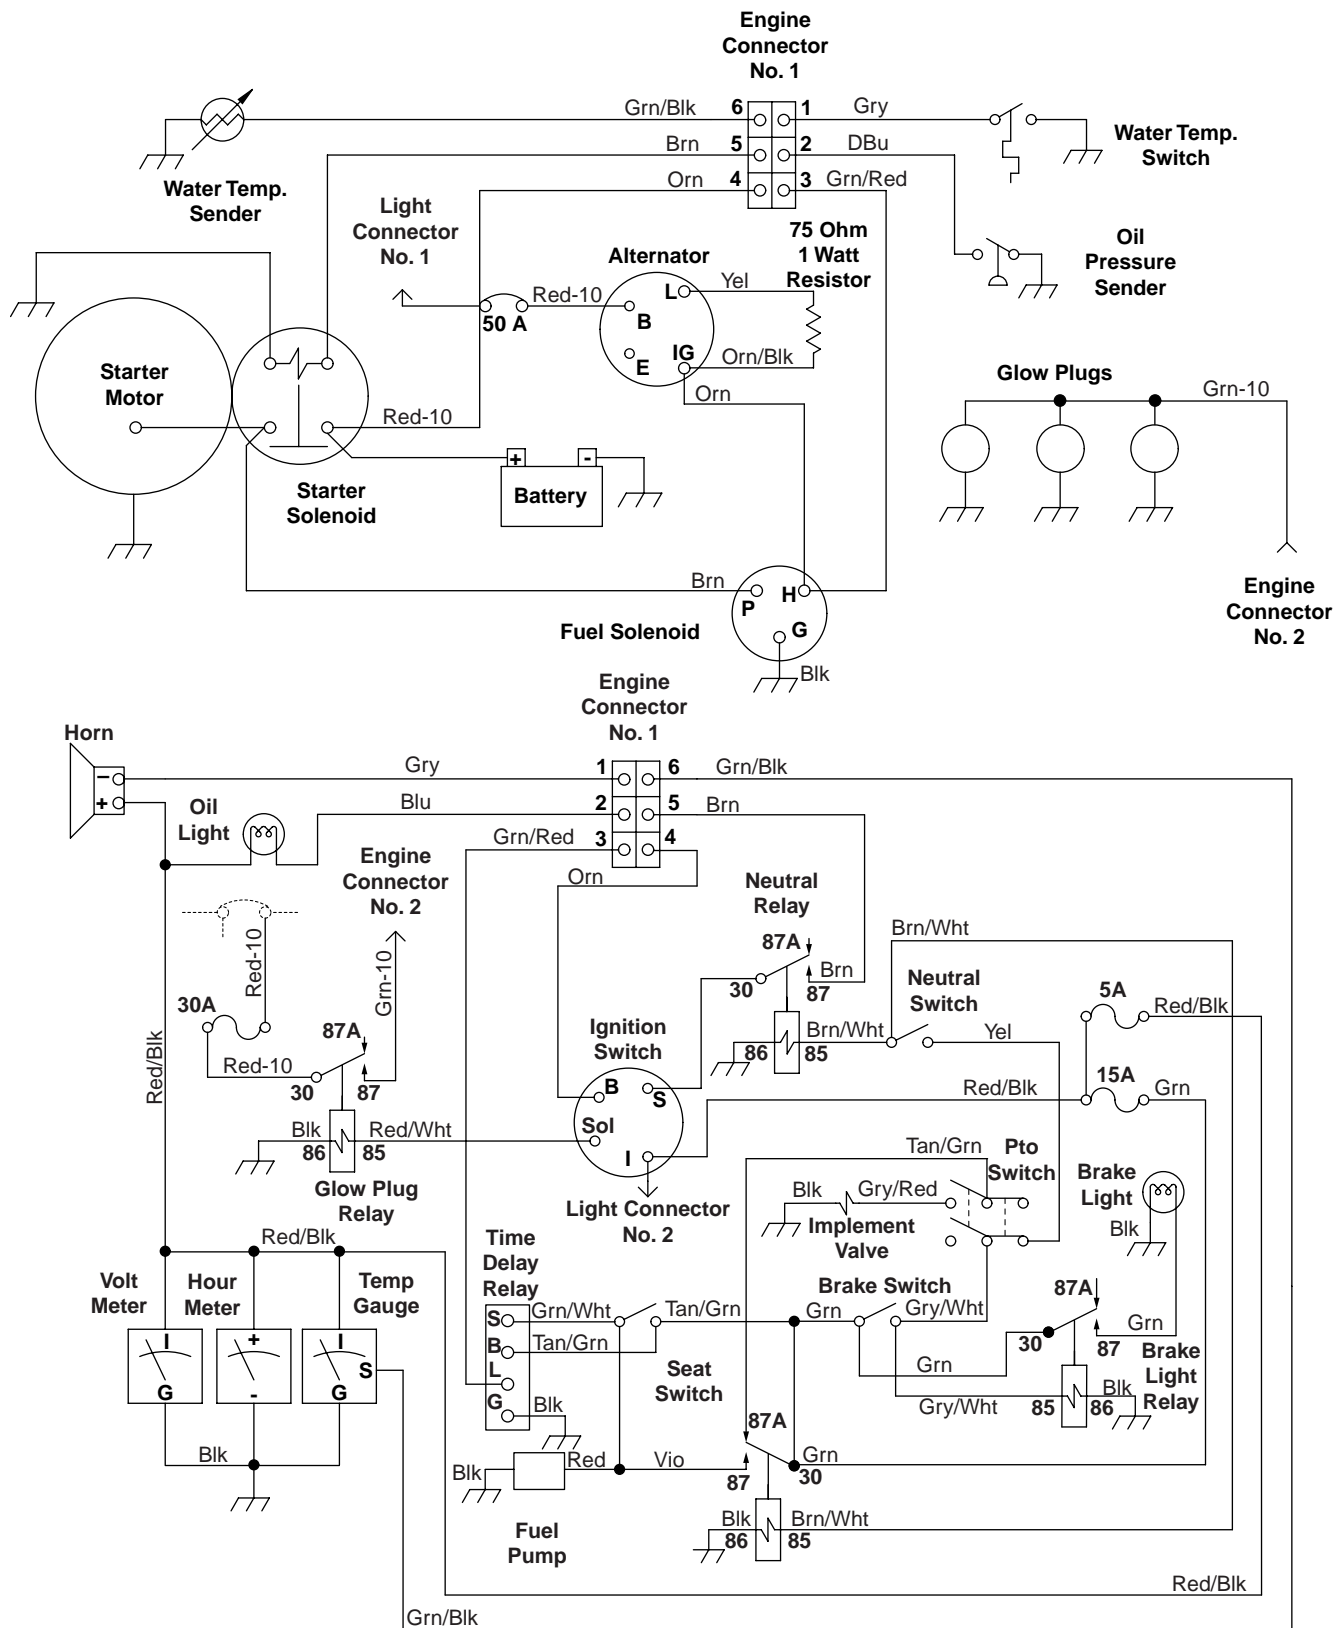 Engine
Connector
No. 1
Grn/Blk 6 1 Gry
Brn 5 2 DBu
Orn 4 3 Grn/Red
Water Temp.
Switch
Water Temp.
Sender
Light
Connector
No. 1
75 Ohm
1 Watt
Resistor
Oil
Pressure
Sender
Alternator
L Yel
Red-10 B
50 A
IG Orn/Blk
E
Orn
Starter
Motor
Red-10
Glow Plugs
Grn-10
+ -
Battery
Starter
Solenoid
Brn P H
G
Fuel Solenoid
Blk
Engine
Connector
No. 2
Engine
Connector
No. 1
Horn
– Gry 1 6 Grn/Blk
+ Blu 2 5 Brn
Oil
Light
Grn/Red 3 4
Orn
Engine
Connector
No. 2
Neutral
Relay
87A
Brn
30 87
Brn/Wht
Neutral
Switch
Red-10
Grn-10
30A
87A
Red-10
30 87
Blk Red/Wht
86 85
Glow Plug
Relay
Red/Blk
Ignition
Switch
B S
Sol
I
Light Connector
No. 2
Brn/Wht Yel
86 85
5A
Red/Blk
Red/Blk 15A Grn
Tan/Grn Pto
Switch
Brake
Light
Blk
Blk Gry/Red
Implement
Valve
Red/Blk
Volt
Meter
Hour
Meter
Temp
Gauge
I + I
S
G - G
Blk
Time
Delay
Relay
S Grn/Wht Tan/Grn
B Tan/Grn
L
G Blk
Seat
Switch
Brake Switch
Grn Gry/Wht
Grn
Gry/Wht
87A
30 87 Grn
Brake
Light
Relay
85 86 Blk
87A
Blk Red Vio 87 30 Grn
Fuel
Pump
Blk Brn/Wht
86 85
Red/Blk
Grn/Blk